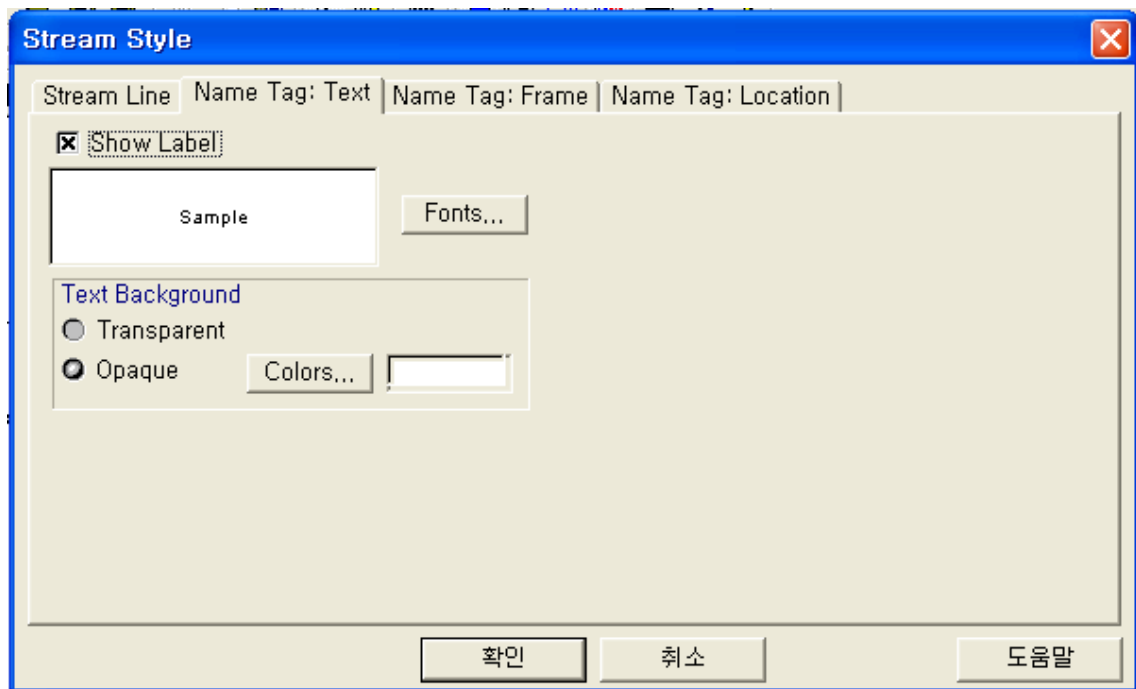 Stream Style
Stream Line Name Tag: Text Name Tag: Frame Name Tag: Location
Show Label
Sample
Fonts...
Text Background
Transparent
Opaque Colors...
확인 취소 도움말